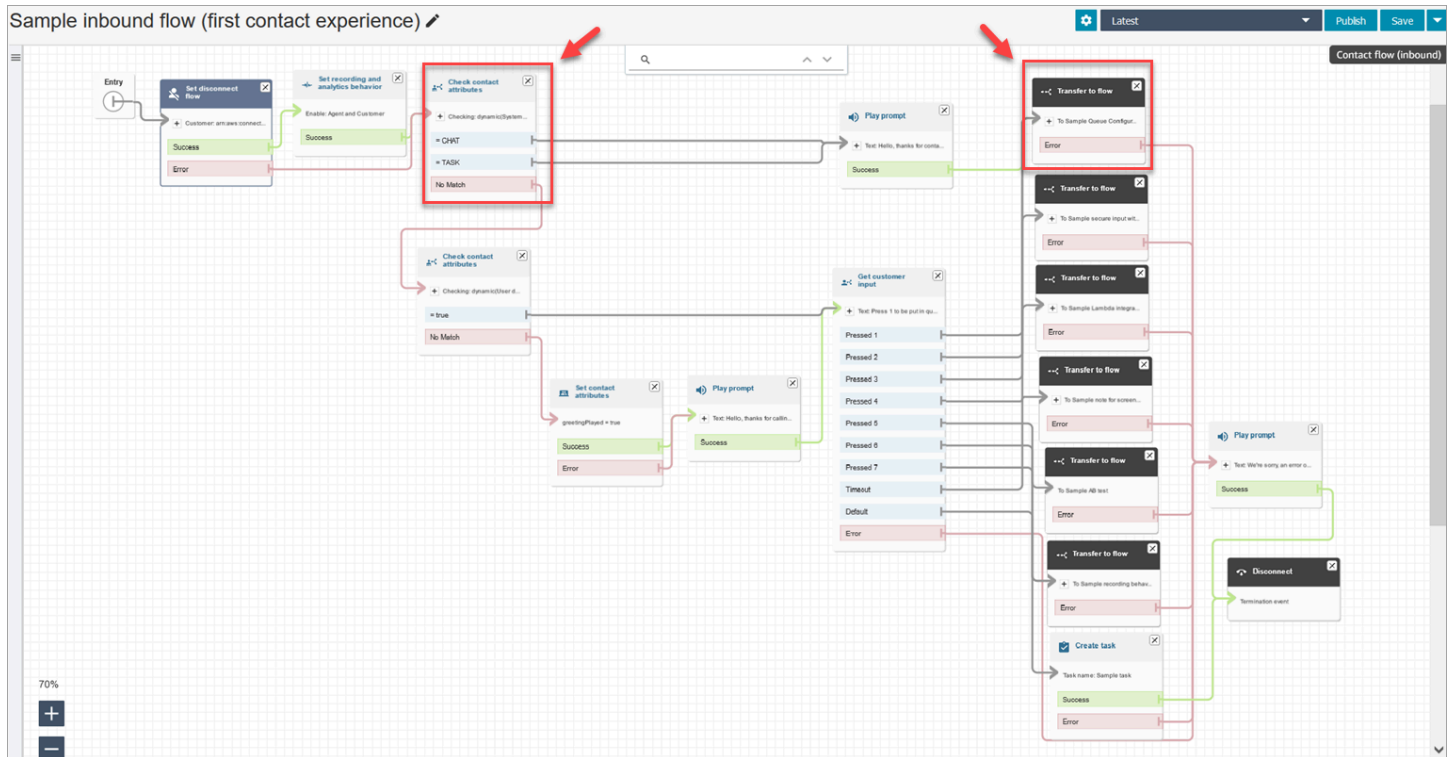 Sample inbound flow (first contact experience)
Latest
Publish
Save
Contact flow (inbound)
Entry
Set disconnect
flow
Customer: arn:aws:connect...
Success
Error
Set recording and
analytics behavior
Enable: Agent and Customer
Success
Check contact
attributes
Checking: dynamic(System...
= CHAT
= TASK
No Match
Play prompt
Text: Hello, thanks for conta...
Success
Transfer to flow
To Sample Queue Configur...
Error
Transfer to flow
To Sample secure input wit...
Error
Check contact
attributes
Checking: dynamic(User d...
= true
No Match
Get customer
input
Text: Press 1 to be put in qu...
Pressed 1
Pressed 2
Pressed 3
Pressed 4
Pressed 5
Pressed 6
Pressed 7
Timeout
Default
Error
Transfer to flow
To Sample Lambda integra...
Error
Set contact
attributes
greetingPlayed = true
Success
Error
Play prompt
Text: Hello, thanks for callin...
Success
Transfer to flow
To Sample note for screen...
Error
Transfer to flow
To Sample AB test
Error
Play prompt
Text: We're sorry, an error o...
Success
Transfer to flow
To Sample recording behav...
Error
Disconnect
Termination event
Create task
Task name: Sample task
Success
Error
70%